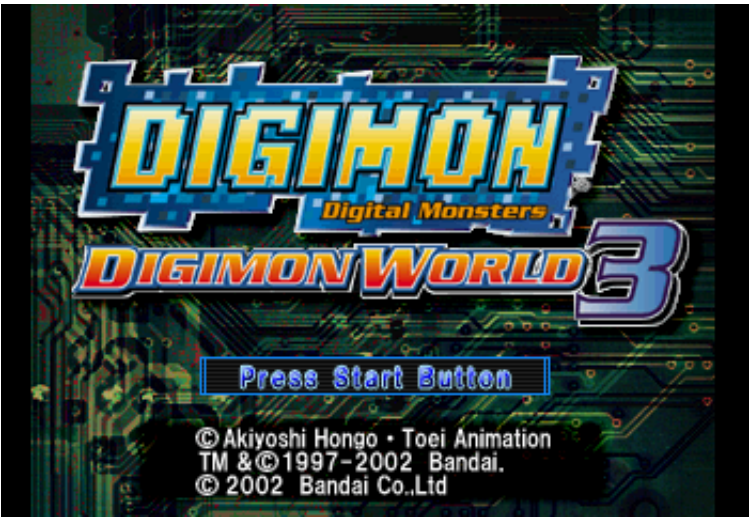 DIGIMON
Digital Monsters
DIGIMON WORLD 3
Press Start Button
© Akiyoshi Hongo・Toei Animation
TM & © 1997-2002 Bandai.
© 2002 Bandai Co.,Ltd